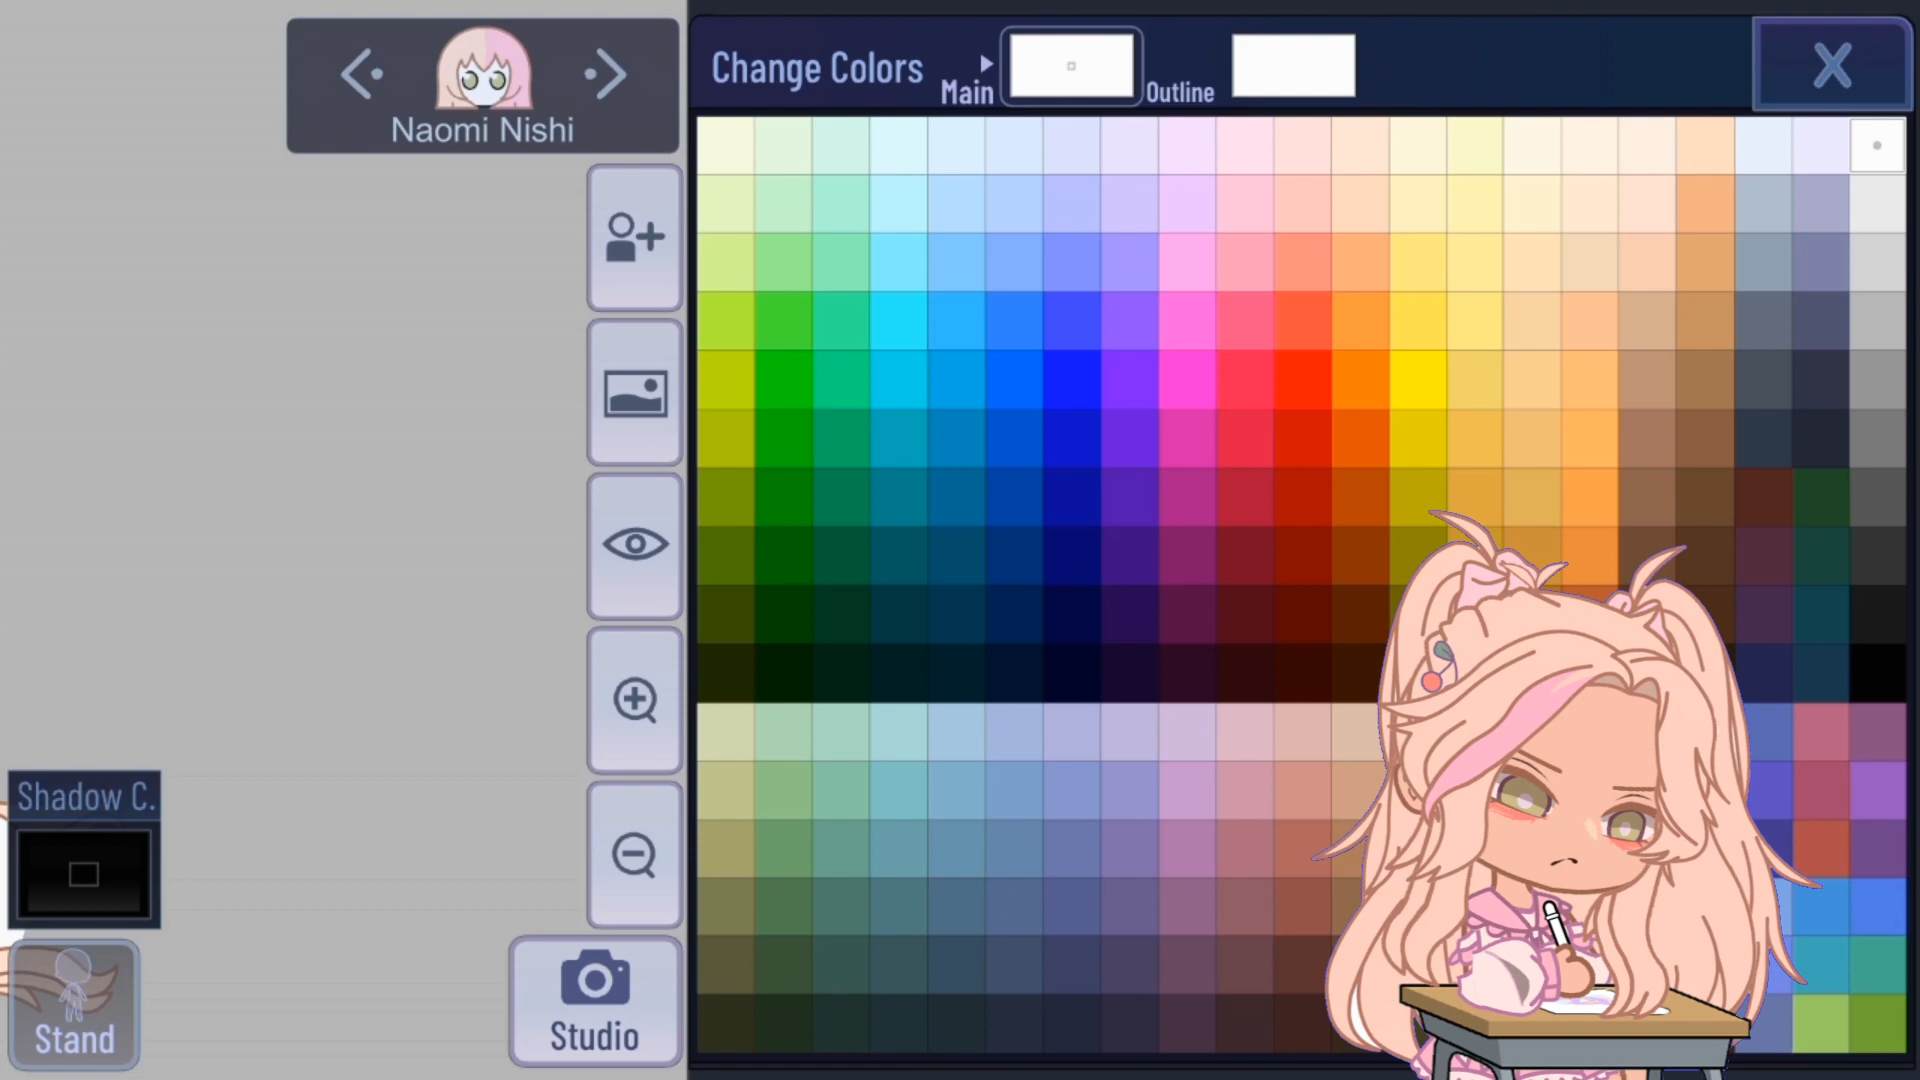 Naomi Nishi
Change Colors
Main
Outline
X
Shadow C.
Stand
Studio